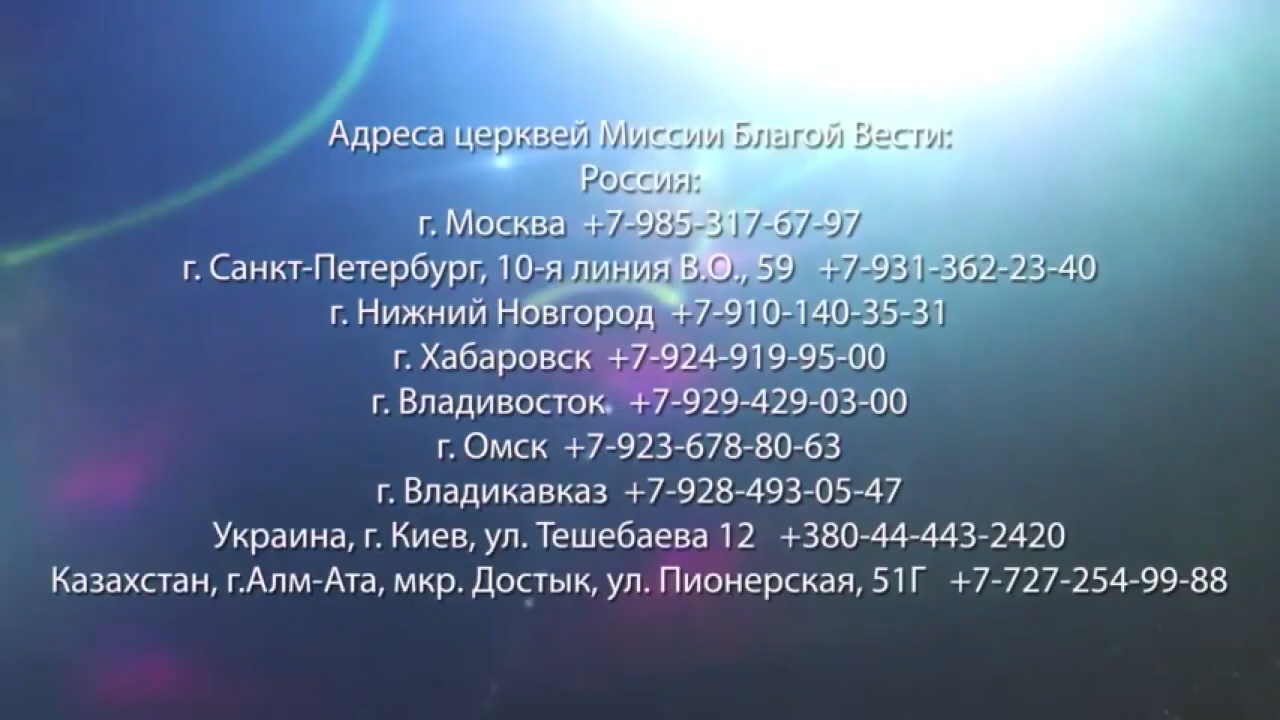 Адреса церквей Миссии Благой Вести:
Россия:
г. Москва +7-985-317-67-97
г. Санкт-Петербург, 10-я линия В.О., 59 +7-931-362-23-40
г. Нижний Новгород +7-910-140-35-31
г. Хабаровск +7-924-919-95-00
г. Владивосток +7-929-429-03-00
г. Омск +7-923-678-80-63
г. Владикавказ +7-928-493-05-47
Украина, г. Киев, ул. Тешебаева 12 +380-44-443-2420
Казахстан, г.Алм-Ата, мкр. Достык, ул. Пионерская, 51Г +7-727-254-99-88